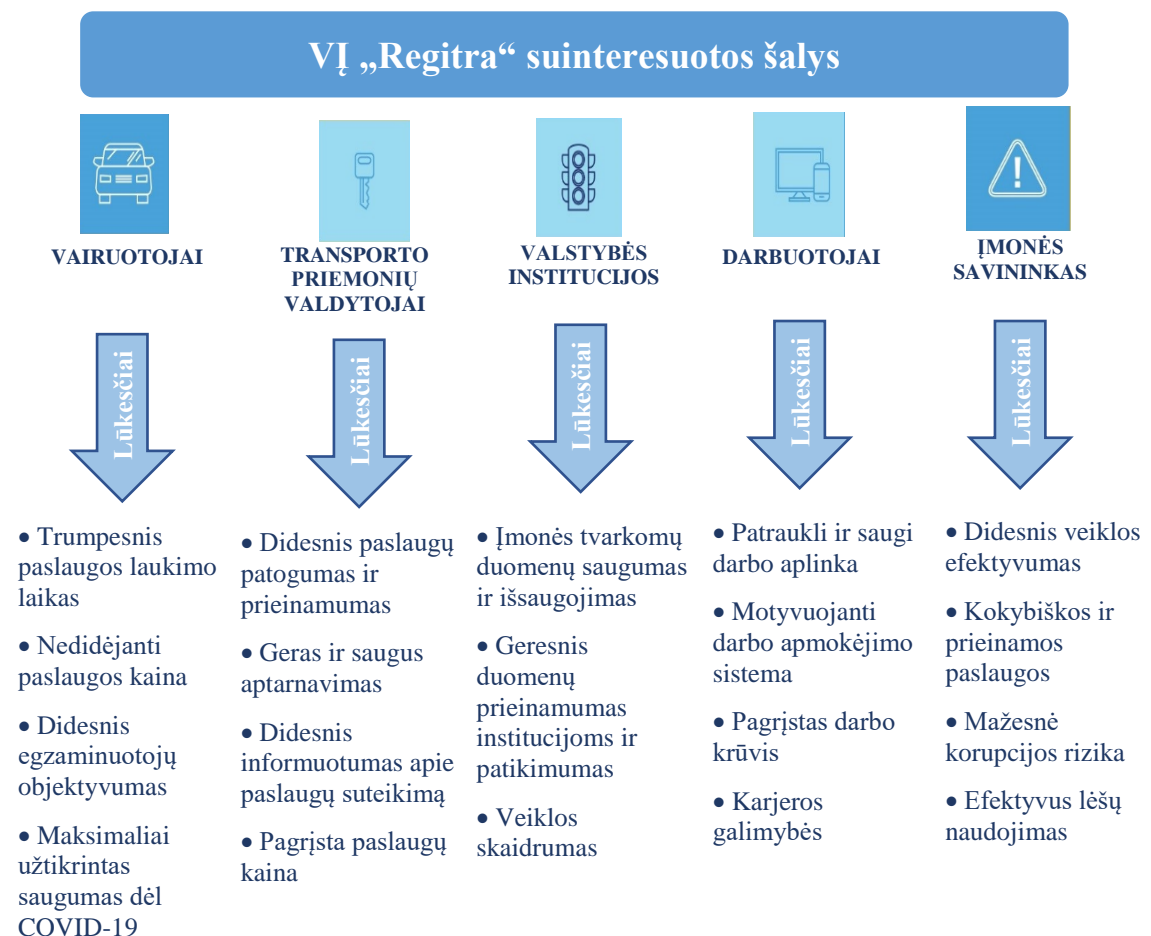 VĮ „Regitra“ suinteresuotos šalys
VAIRUOTOJAI
Lūkesčiai
• Trumpesnis
paslaugos laukimo
laikas
• Nedidėjanti
paslaugos kaina
• Didesnis
egzaminuotojų
objektyvumas
• Maksimaliai
užtikrintas
saugumas dėl
COVID-19
TRANSPORTO
PRIEMONIŲ
VALDYTOJAI
Lūkesčiai
• Didesnis paslaugų
patogumas ir
prieinamumas
• Geras ir saugus
aptarnavimas
• Didesnis
informuotumas apie
paslaugų suteikimą
• Pagrįsta paslaugų
kaina
VALSTYBĖS
INSTITUCIJOS
Lūkesčiai
• Įmonės tvarkomų
duomenų saugumas
ir išsaugojimas
• Geresnis
duomenų
prieinamumas
institucijoms ir
patikimumas
• Veiklos
skaidrumas
DARBUOTOJAI
Lūkesčiai
• Patraukli ir saugi
darbo aplinka
• Motyvuojanti
darbo apmokėjimo
sistema
• Pagrįstas darbo
krūvis
• Karjeros
galimybės
ĮMONĖS
SAVININKAS
Lūkesčiai
• Didesnis veiklos
efektyvumas
• Kokybiškos ir
prieinamos
paslaugos
• Mažesnė
korupcijos rizika
• Efektyvus lėšų
naudojimas